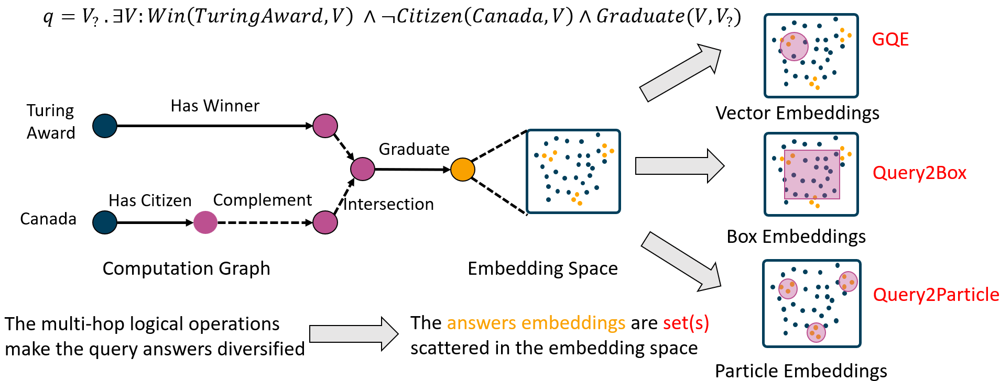 q = V? . ∃V: Win(TuringAward, V) ∧ ¬Citizen(Canada, V) ∧ Graduate(V, V?)
GQE
Vector Embeddings
Turing
Award
Has Winner
Graduate
Canada
Has Citizen
Complement
Intersection
Query2Box
Box Embeddings
Computation Graph
Embedding Space
Query2Particle
Particle Embeddings
The multi-hop logical operations
make the query answers diversified
The answers embeddings are set(s)
scattered in the embedding space